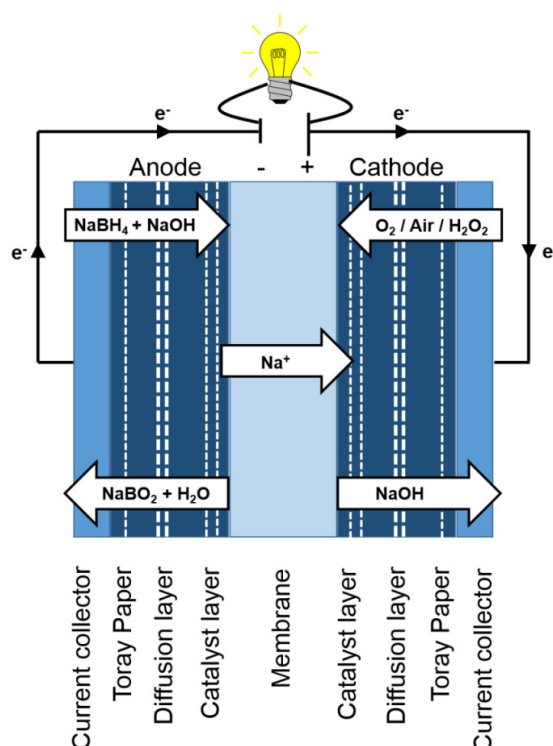 e⁻ e⁻
Anode - + Cathode
NaBH₄ + NaOH O₂ / Air / H₂O₂
e⁻ e
Na⁺
NaBO₂ + H₂O NaOH
Current collector
Toray Paper
Diffusion layer
Catalyst layer
Membrane
Catalyst layer
Diffusion layer
Toray Paper
Current collector